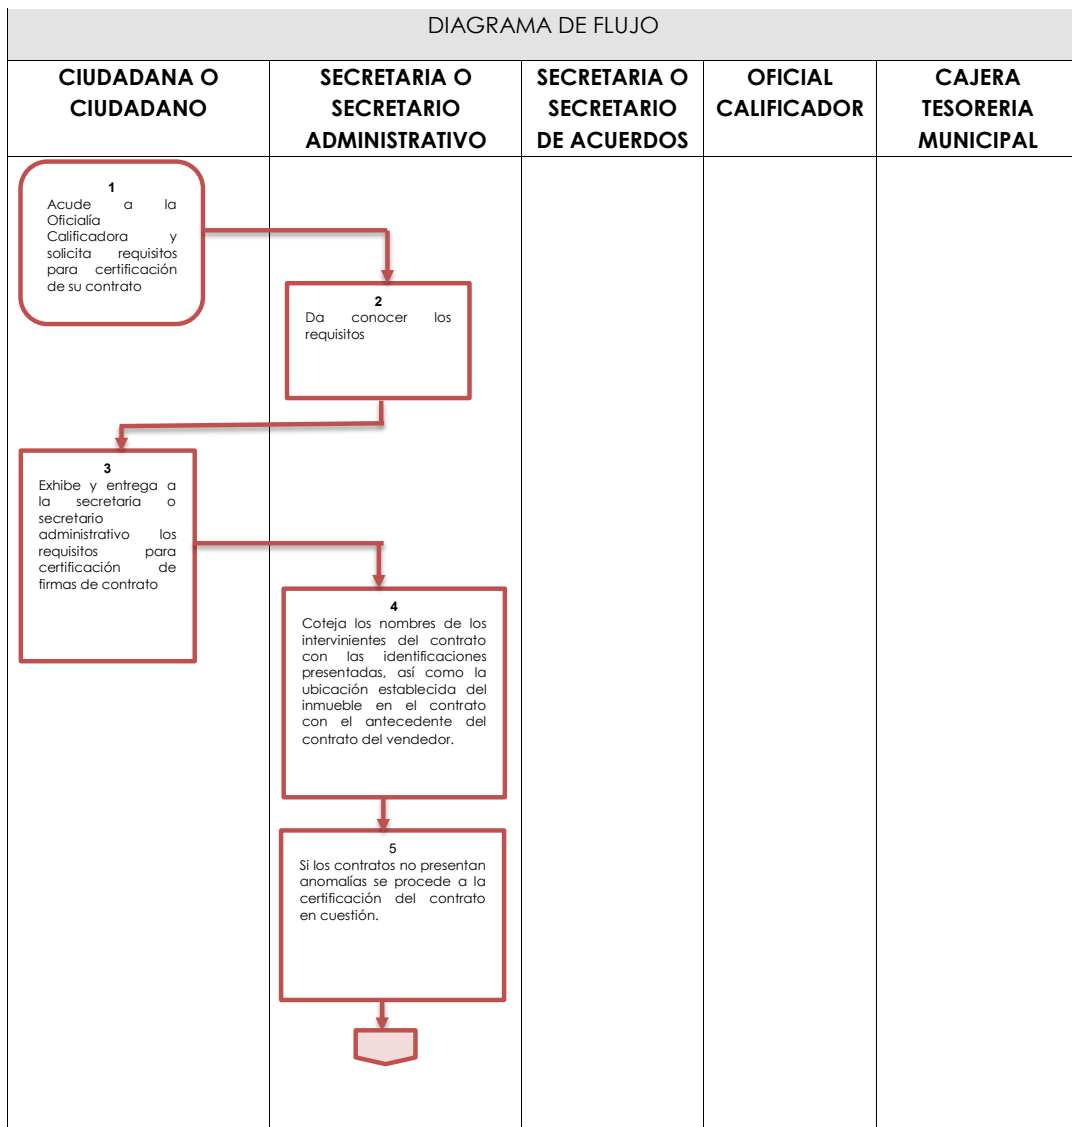 DIAGRAMA DE FLUJO
CIUDADANA O
CIUDADANO
SECRETARIA O
SECRETARIO
ADMINISTRATIVO
SECRETARIA O
SECRETARIO
DE ACUERDOS
OFICIAL
CALIFICADOR
CAJERA
TESORERIA
MUNICIPAL
1
Acude a la
Oficialía
Calificadora y
solicita requisitos
para certificación
de su contrato
2
Da conocer los
requisitos
3
Exhibe y entrega a
la secretaria o
secretario
administrativo los
requisitos para
certificación de
firmas de contrato
4
Coteja los nombres de los
intervinientes del contrato
con las identificaciones
presentadas, así como la
ubicación establecida del
inmueble en el contrato
con el antecedente del
contrato del vendedor.
5
Si los contratos no presentan
anomalías se procede a la
certificación del contrato
en cuestión.